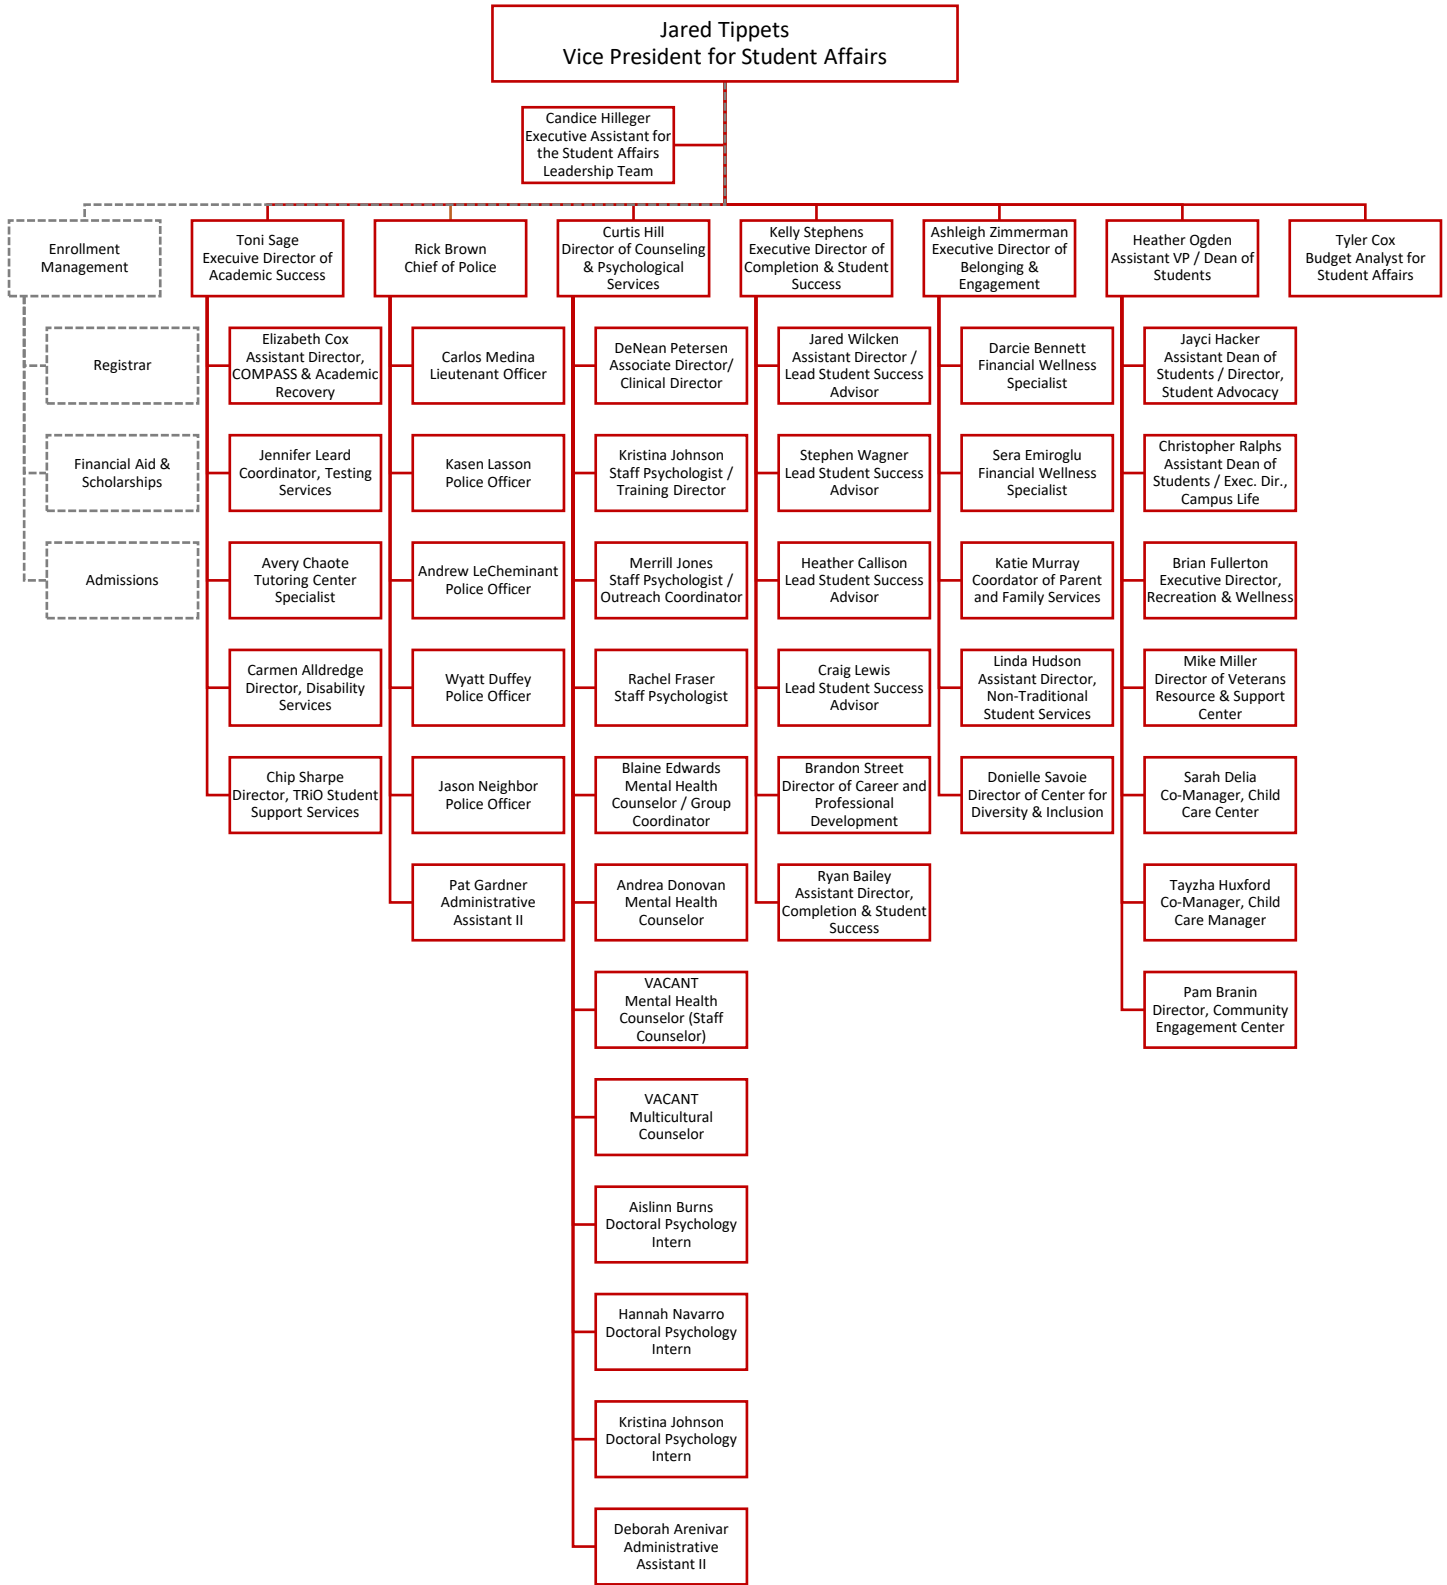 Jared Tippets
Vice President for Student Affairs
Candice Hilleger
Executive Assistant for
the Student Affairs
Leadership Team
Enrollment
Management
Registrar
Financial Aid &
Scholarships
Admissions
Toni Sage
Execuive Director of
Academic Success
Elizabeth Cox
Assistant Director,
COMPASS & Academic
Recovery
Jennifer Leard
Coordinator, Testing
Services
Avery Chaote
Tutoring Center
Specialist
Carmen Alldredge
Director, Disability
Services
Chip Sharpe
Director, TRiO Student
Support Services
Rick Brown
Chief of Police
Carlos Medina
Lieutenant Officer
Kasen Lasson
Police Officer
Andrew LeCheminant
Police Officer
Wyatt Duffey
Police Officer
Jason Neighbor
Police Officer
Pat Gardner
Administrative
Assistant II
Curtis Hill
Director of Counseling
& Psychological
Services
DeNean Petersen
Associate Director/
Clinical Director
Kristina Johnson
Staff Psychologist /
Training Director
Merrill Jones
Staff Psychologist /
Outreach Coordinator
Rachel Fraser
Staff Psychologist
Blaine Edwards
Mental Health
Counselor / Group
Coordinator
Andrea Donovan
Mental Health
Counselor
VACANT
Mental Health
Counselor (Staff
Counselor)
VACANT
Multicultural
Counselor
Aislinn Burns
Doctoral Psychology
Intern
Hannah Navarro
Doctoral Psychology
Intern
Kristina Johnson
Doctoral Psychology
Intern
Deborah Arenivar
Administrative
Assistant II
Kelly Stephens
Executive Director of
Completion & Student
Success
Jared Wilcken
Assistant Director /
Lead Student Success
Advisor
Stephen Wagner
Lead Student Success
Advisor
Heather Callison
Lead Student Success
Advisor
Craig Lewis
Lead Student Success
Advisor
Brandon Street
Director of Career and
Professional
Development
Ryan Bailey
Assistant Director,
Completion & Student
Success
Ashleigh Zimmerman
Executive Director of
Belonging &
Engagement
Darcie Bennett
Financial Wellness
Specialist
Sera Emiroglu
Financial Wellness
Specialist
Katie Murray
Coordator of Parent
and Family Services
Linda Hudson
Assistant Director,
Non-Traditional
Student Services
Donielle Savoie
Director of Center for
Diversity & Inclusion
Heather Ogden
Assistant VP / Dean of
Students
Jayci Hacker
Assistant Dean of
Students / Director,
Student Advocacy
Christopher Ralphs
Assistant Dean of
Students / Exec. Dir.,
Campus Life
Brian Fullerton
Executive Director,
Recreation & Wellness
Mike Miller
Director of Veterans
Resource & Support
Center
Sarah Delia
Co-Manager, Child
Care Center
Tayzha Huxford
Co-Manager, Child
Care Manager
Pam Branin
Director, Community
Engagement Center
Tyler Cox
Budget Analyst for
Student Affairs